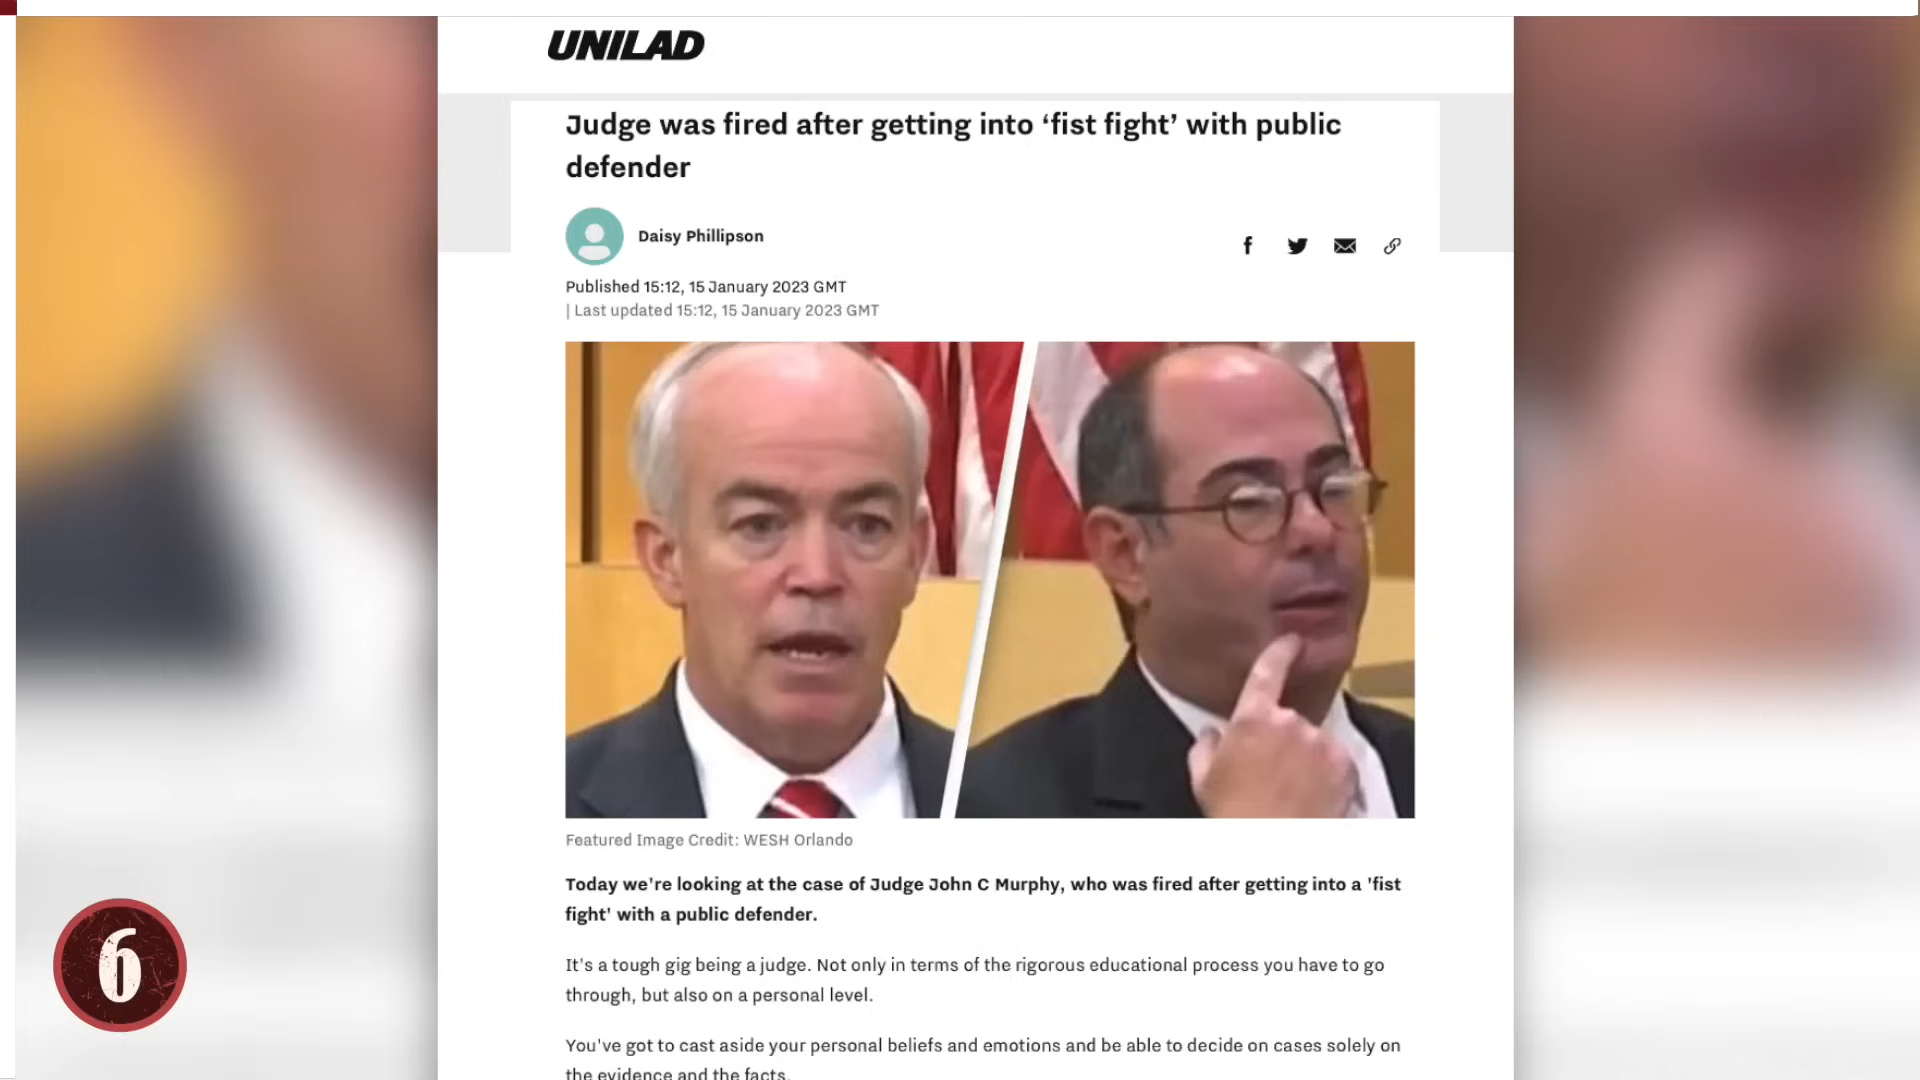 UNILAD
Judge was fired after getting into ‘fist fight’ with public
defender
Daisy Phillipson
Published 15:12, 15 January 2023 GMT
| Last updated 15:12, 15 January 2023 GMT
Featured Image Credit: WESH Orlando
Today we're looking at the case of Judge John C Murphy, who was fired after getting into a 'fist
fight' with a public defender.
It's a tough gig being a judge. Not only in terms of the rigorous educational process you have to go
through, but also on a personal level.
You've got to cast aside your personal beliefs and emotions and be able to decide on cases solely on
the evidence and the facts.
6